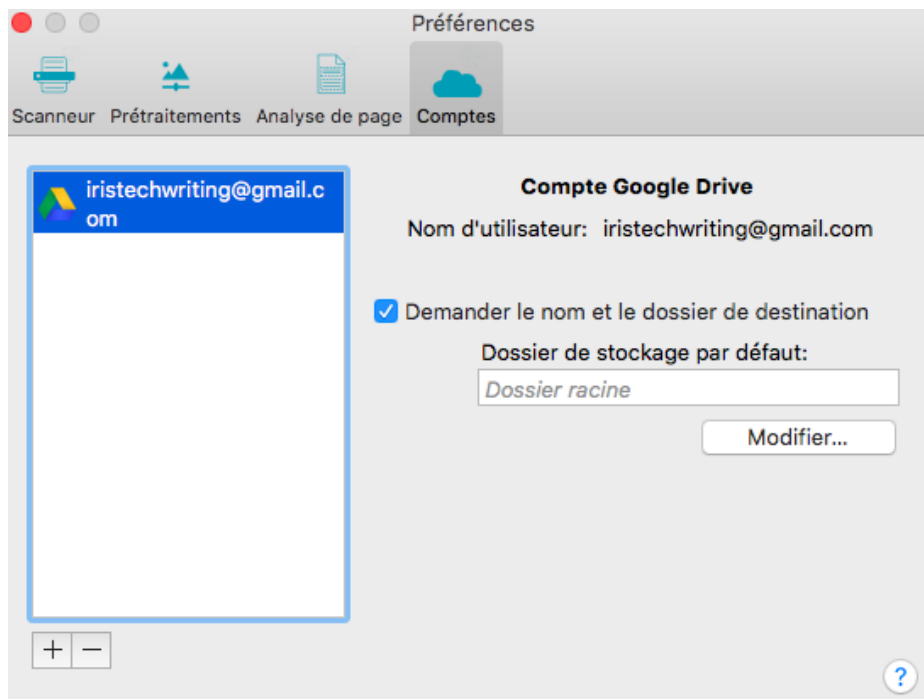 Préférences
Scanneur Prétraitements Analyse de page Comptes
iristechwriting@gmail.c
om
Compte Google Drive
Nom d'utilisateur: iristechwriting@gmail.com
Demander le nom et le dossier de destination
Dossier de stockage par défaut:
Dossier racine
Modifier...
+ −
?